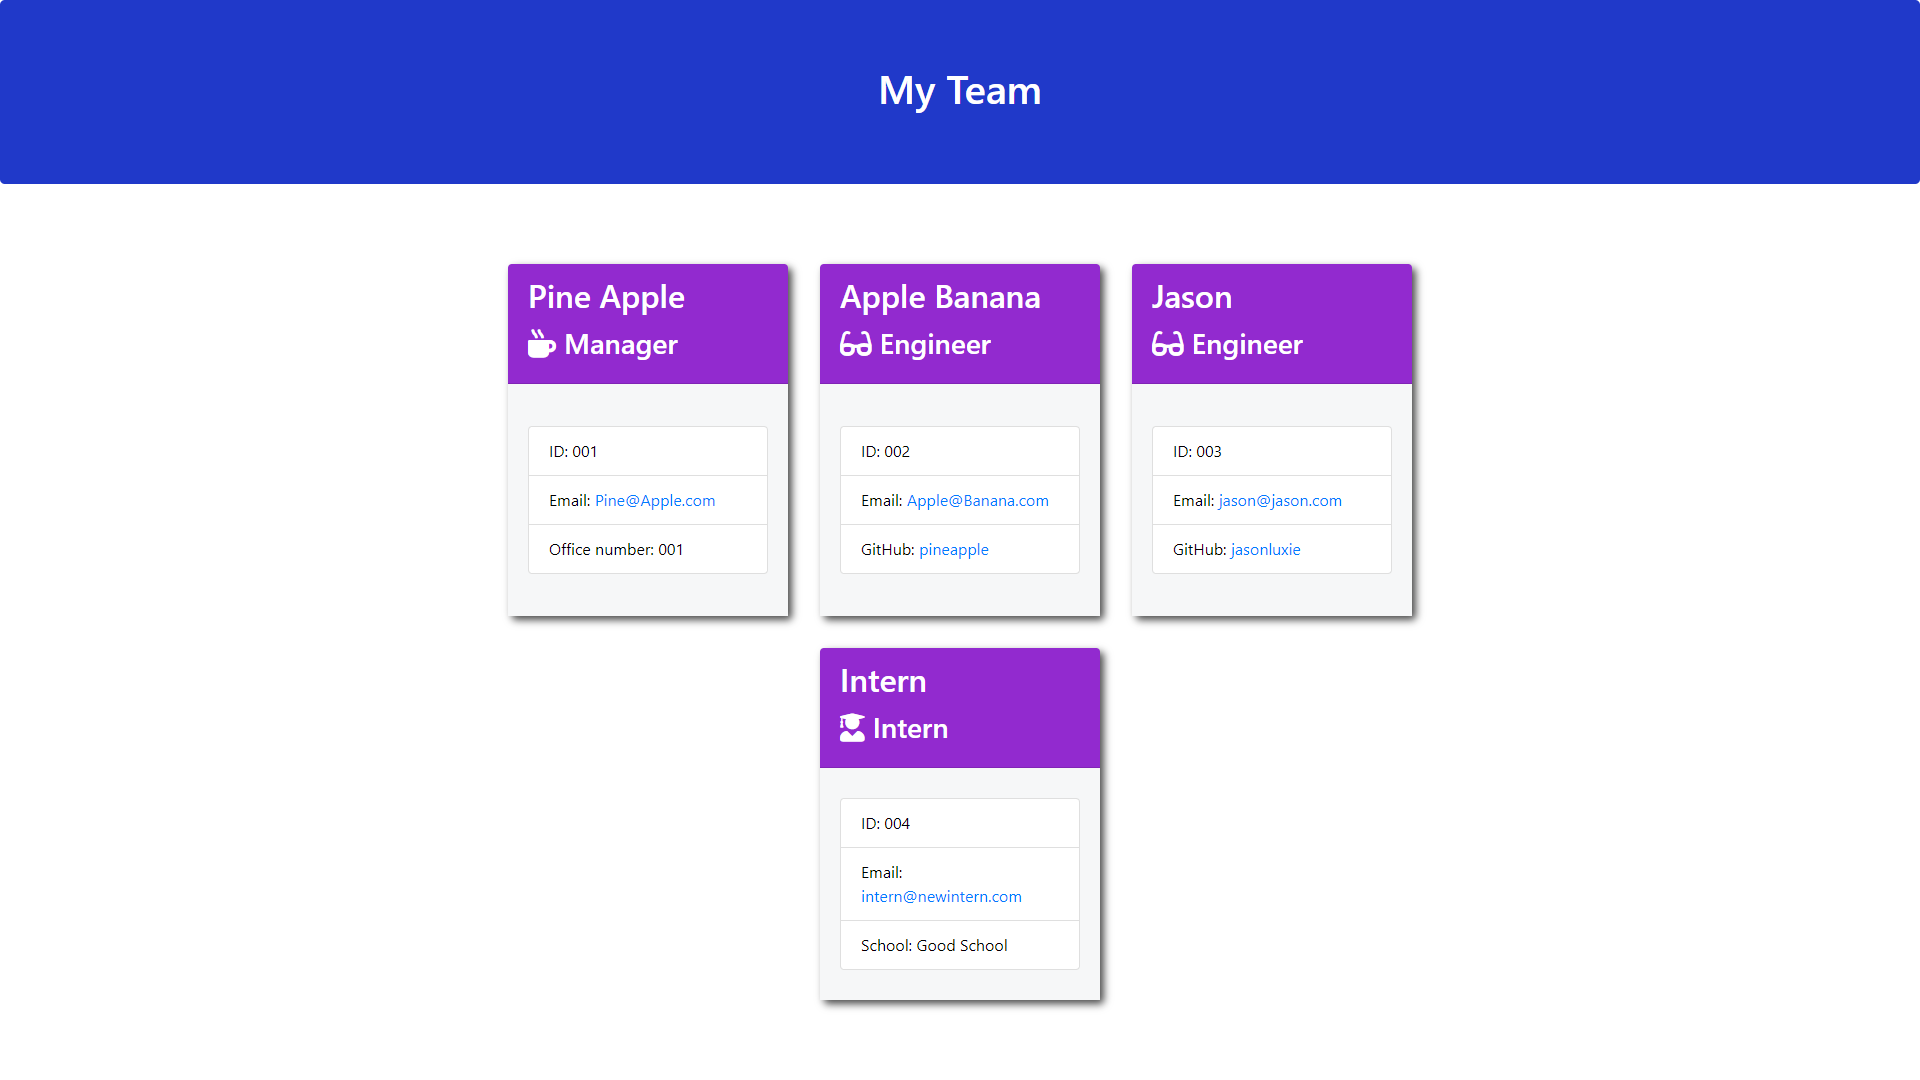 My Team
Pine Apple
Manager
ID: 001
Email: Pine@Apple.com
Office number: 001
Apple Banana
Engineer
ID: 002
Email: Apple@Banana.com
GitHub: pineapple
Jason
Engineer
ID: 003
Email: jason@jason.com
GitHub: jasonluxie
Intern
Intern
ID: 004
Email:
intern@newintern.com
School: Good School